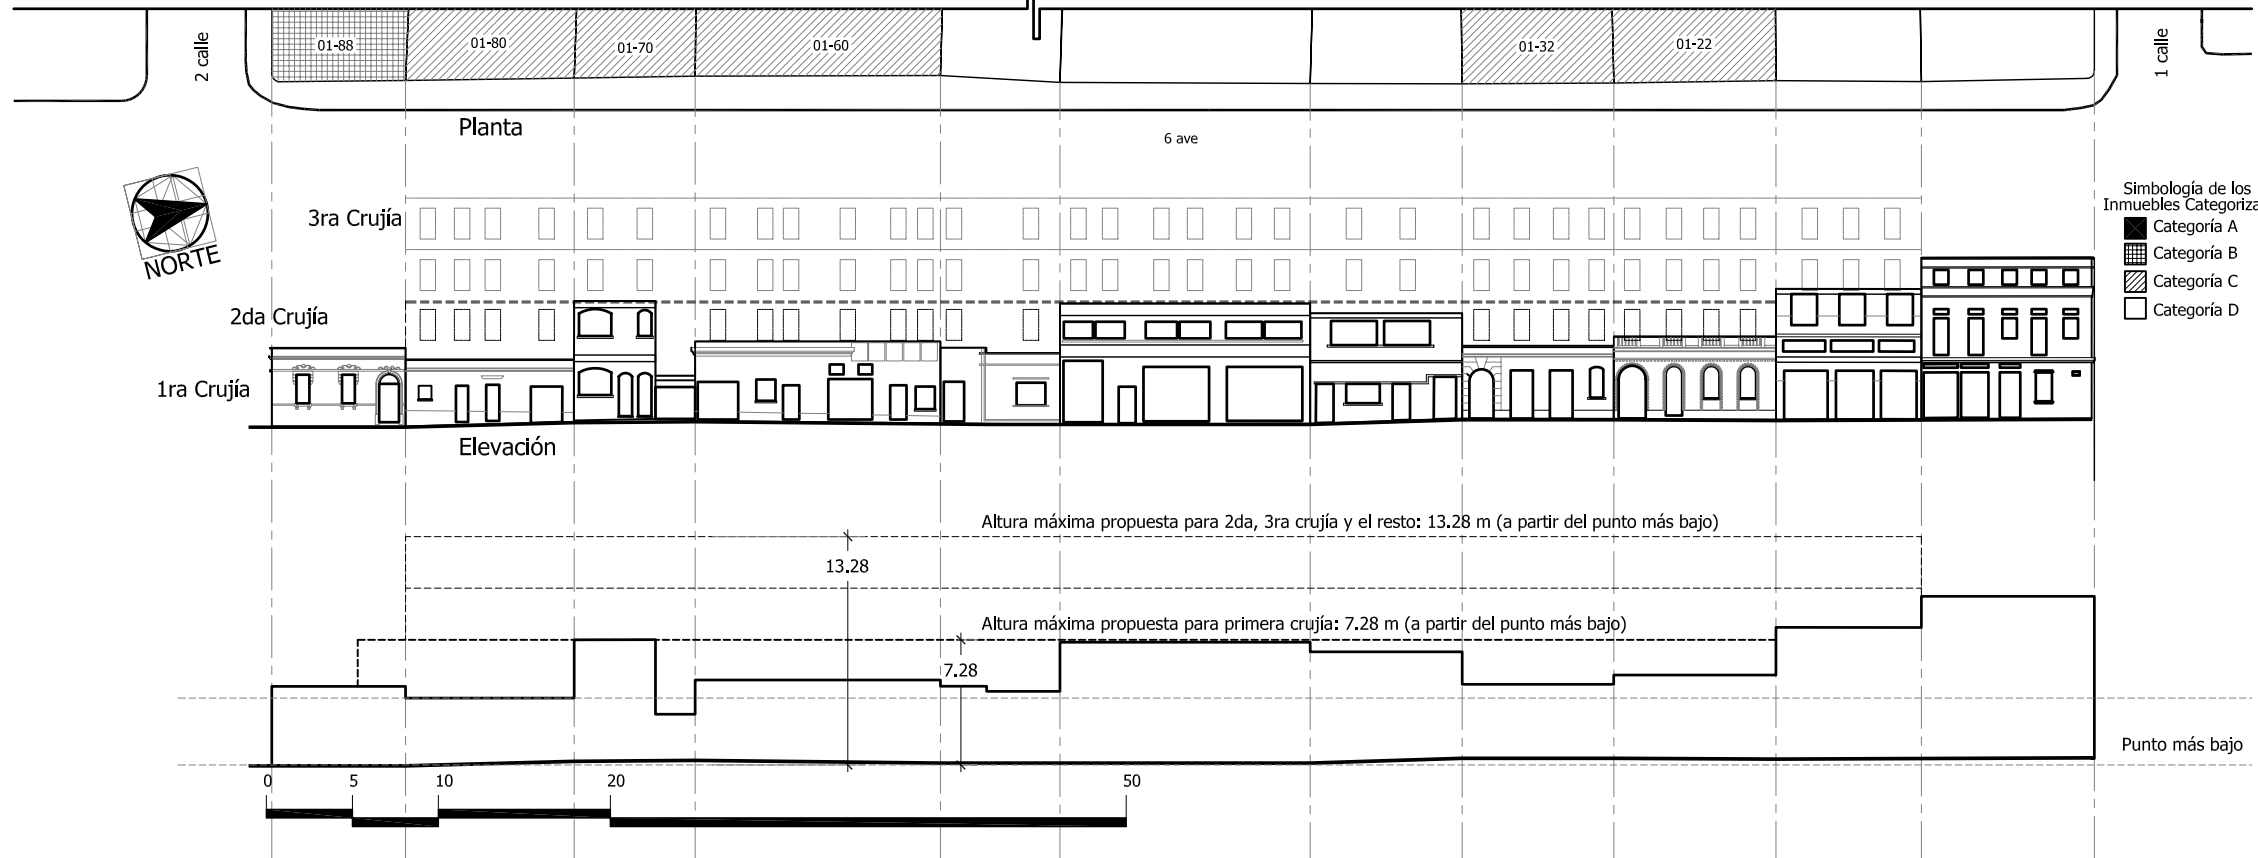 2 calle
01-88
01-80
01-70
01-60
01-32
01-22
1 calle
Planta
6 ave
NORTE
3ra Crujía
2da Crujía
1ra Crujía
Simbología de los
Inmuebles Categoriza
Categoría A
Categoría B
Categoría C
Categoría D
Elevación
Altura máxima propuesta para 2da, 3ra crujía y el resto: 13.28 m (a partir del punto más bajo)
13.28
Altura máxima propuesta para primera crujía: 7.28 m (a partir del punto más bajo)
7.28
Punto más bajo
0 5 10 20 50